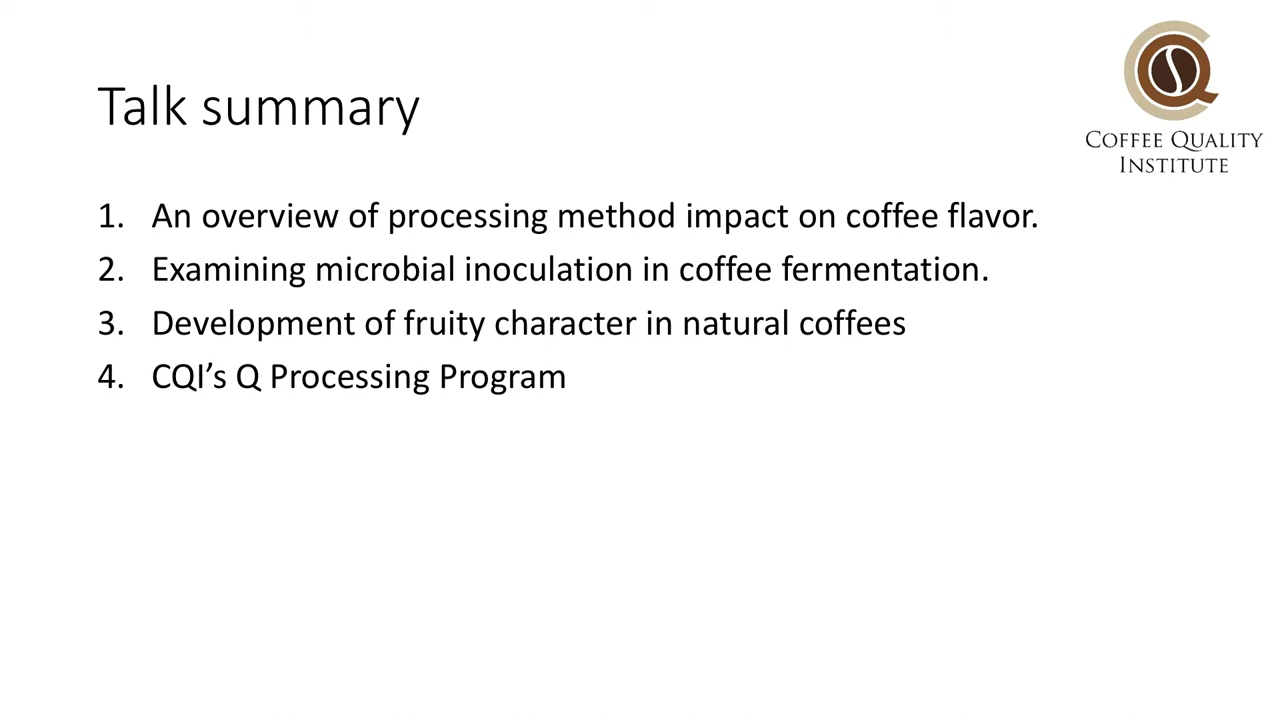 Talk summary
COFFEE QUALITY
INSTITUTE
1. An overview of processing method impact on coffee flavor.
2. Examining microbial inoculation in coffee fermentation.
3. Development of fruity character in natural coffees
4. CQI’s Q Processing Program